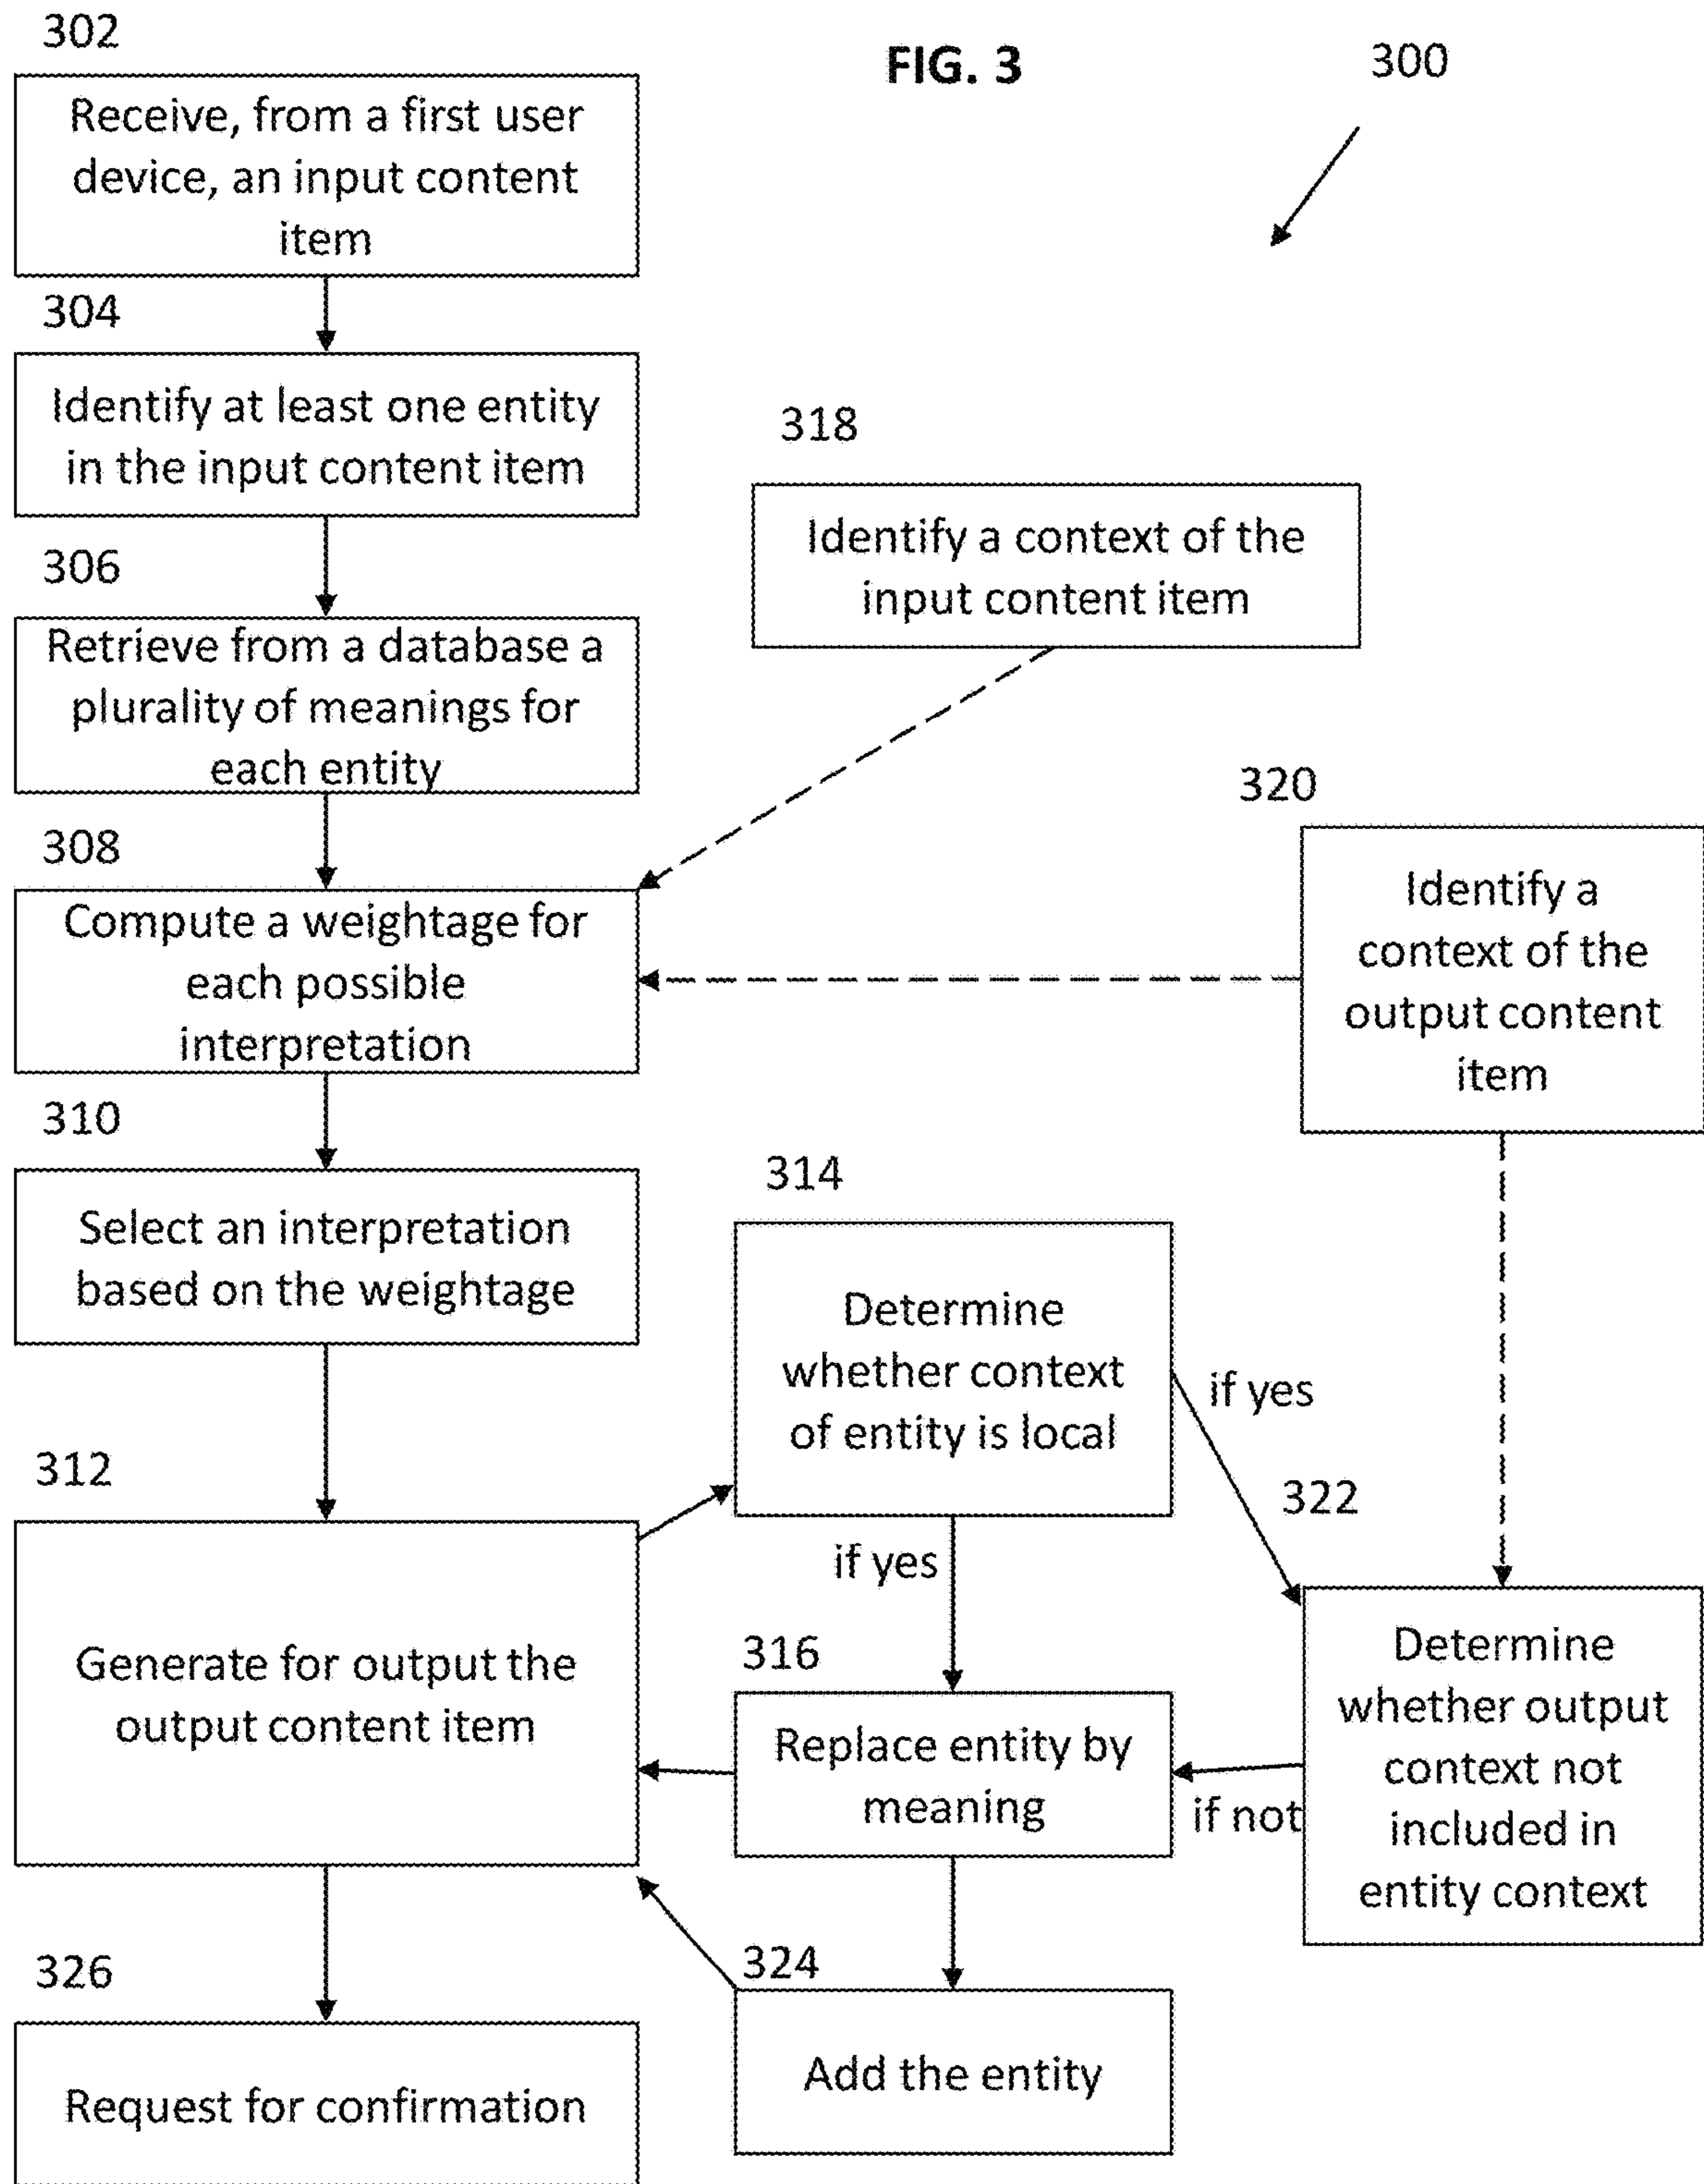 302
FIG. 3
300
Receive, from a first user
device, an input content
item
304
Identify at least one entity
in the input content item
318
Identify a context of the
input content item
306
Retrieve from a database a
plurality of meanings for
each entity
320
Identify a
context of the
output content
item
308
Compute a weightage for
each possible
interpretation
310
Select an interpretation
based on the weightage
314
Determine
whether context
of entity is local
if yes
if yes
312
Generate for output the
output content item
322
Determine
whether output
context not
included in
entity context
316
Replace entity by
meaning
if not
324
Add the entity
326
Request for confirmation